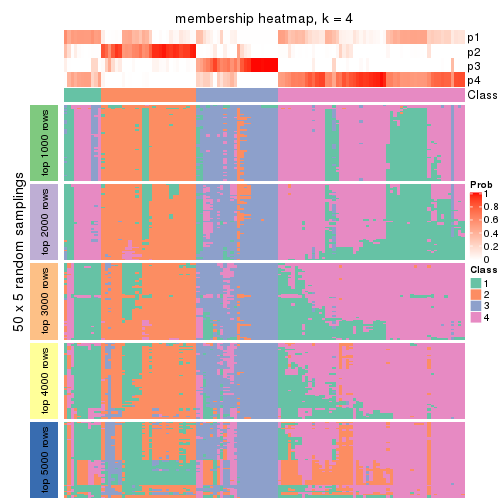 membership heatmap, k = 4
p1
p2
p3
p4
Class
50 x 5 random samplings
top 1000 rows
top 2000 rows
top 3000 rows
top 4000 rows
top 5000 rows
Prob
1
0.8
0.6
0.4
0.2
0
Class
1
2
3
4